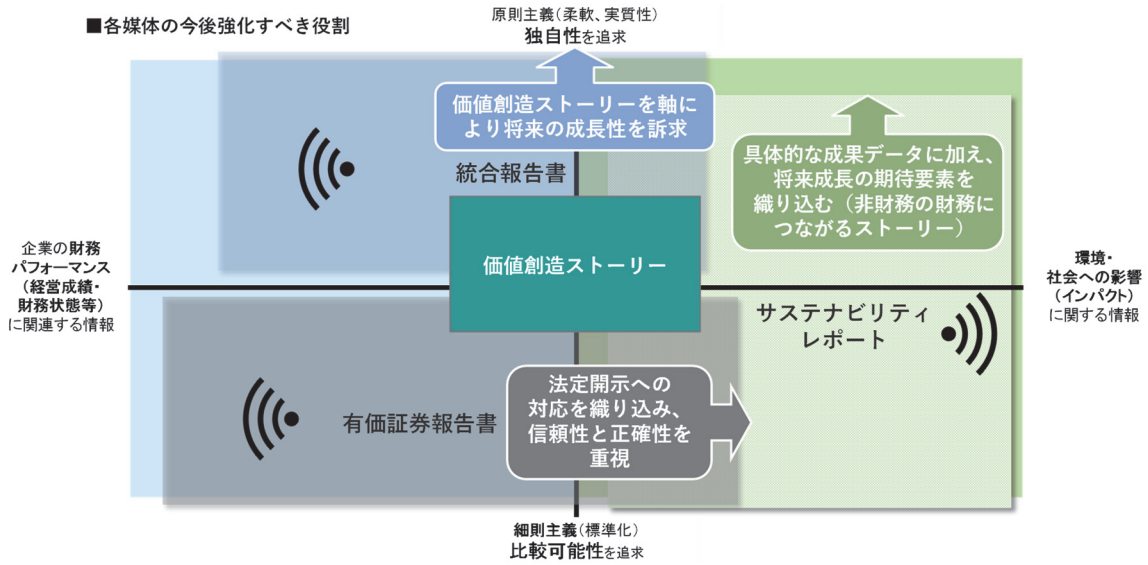 ■各媒体の今後強化すべき役割
原則主義(柔軟、実質性)
独自性を追求
価値創造ストーリーを軸に
より将来の成長性を訴求
統合報告書
具体的な成果データに加え、
将来成長の期待要素を
織り込む（非財務の財務に
つながるストーリー）
価値創造ストーリー
企業の財務
パフォーマンス
(経営成績・
財務状態等)
に関連する情報
環境・
社会への影響
(インパクト)
に関する情報
サステナビリティ
レポート
有価証券報告書
法定開示への
対応を織り込み、
信頼性と正確性を
重視
細則主義(標準化)
比較可能性を追求